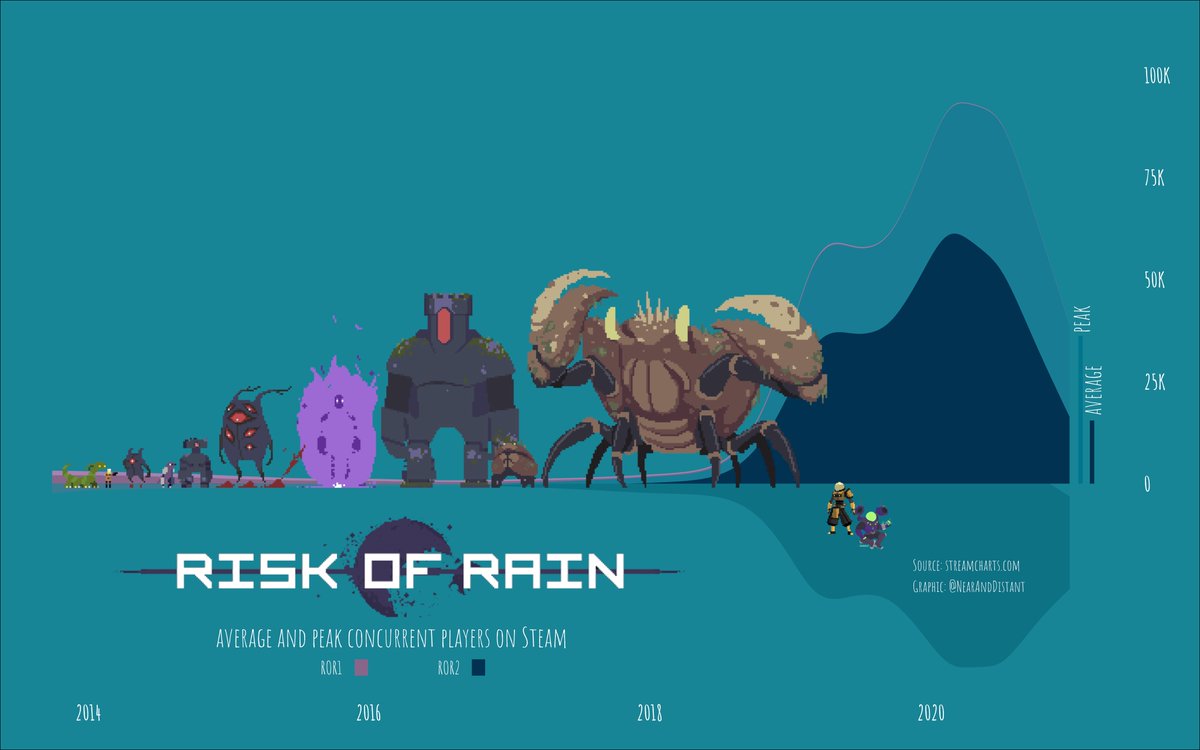 100K
75K
50K
25K
0
PEAK
AVERAGE
RISK OF RAIN
AVERAGE AND PEAK CONCURRENT PLAYERS ON STEAM
ROR1
ROR2
SOURCE: STREAMCHARTS.COM
GRAPHIC: @NEARANDDISTANT
2014
2016
2018
2020